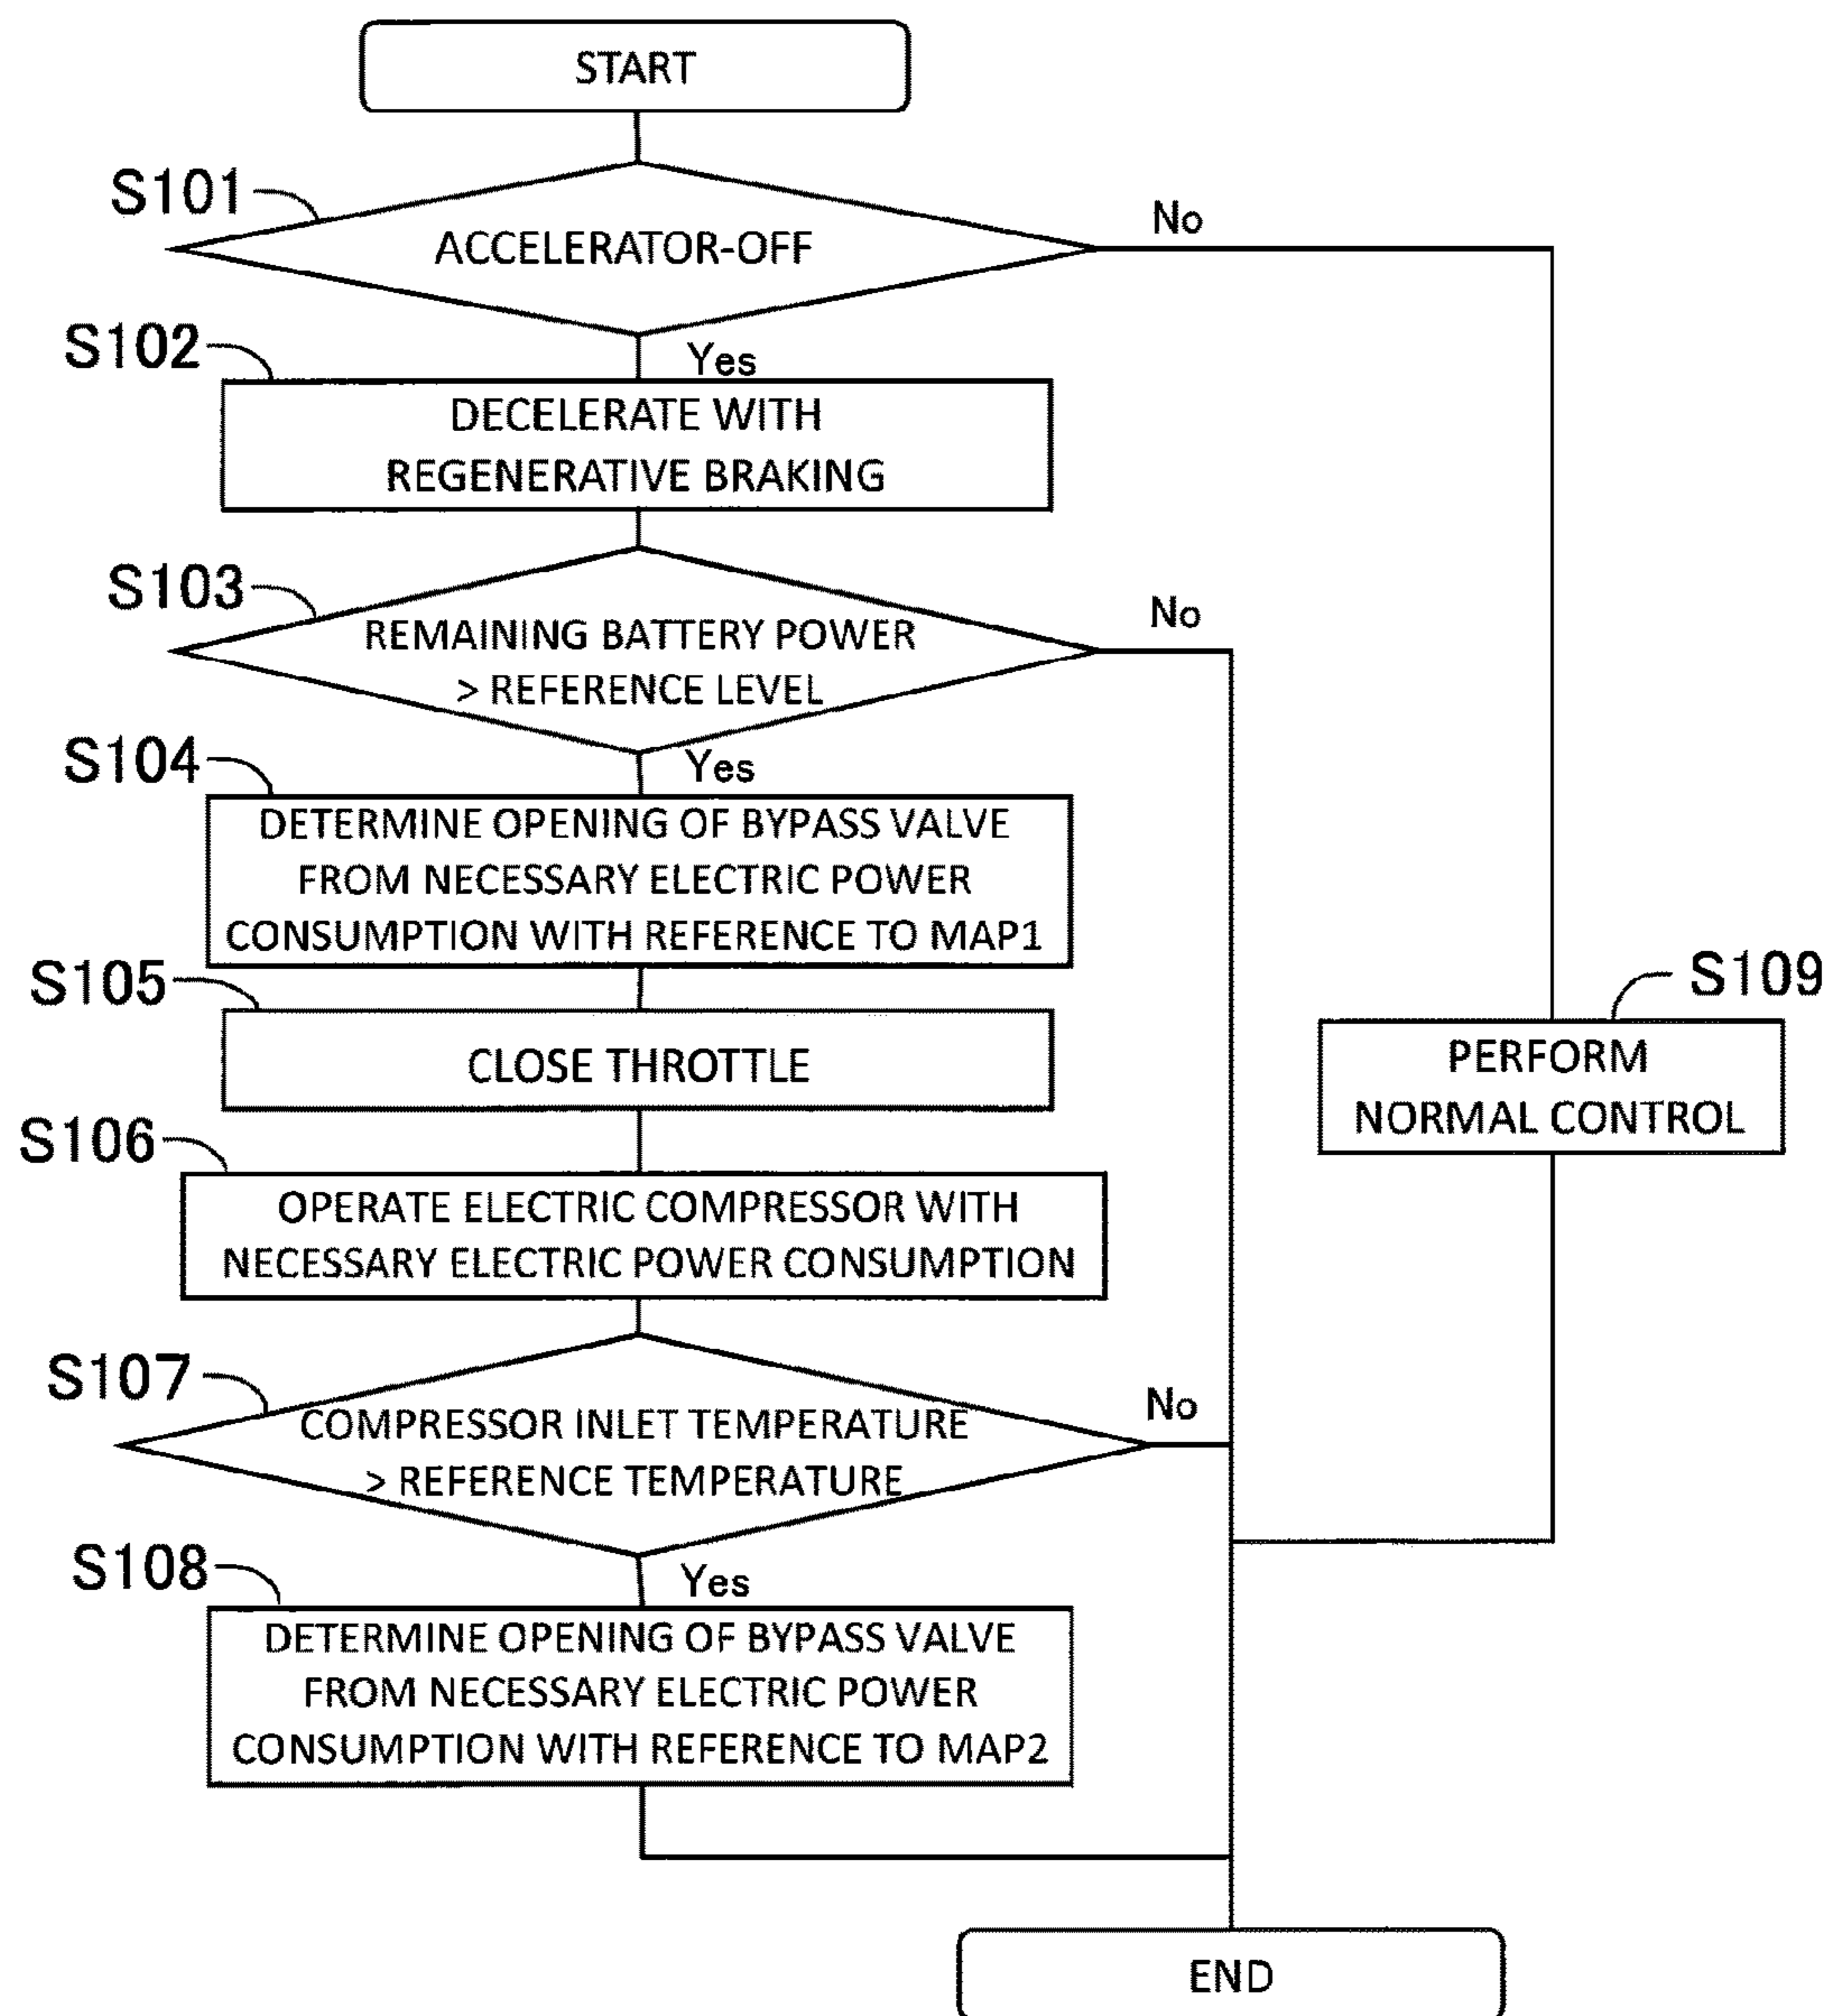 START
S101
ACCELERATOR-OFF
No
S102
Yes
DECELERATE WITH
REGENERATIVE BRAKING
S103
REMAINING BATTERY POWER
> REFERENCE LEVEL
No
S104
Yes
DETERMINE OPENING OF BYPASS VALVE
FROM NECESSARY ELECTRIC POWER
CONSUMPTION WITH REFERENCE TO MAP1
S105
CLOSE THROTTLE
S109
PERFORM
NORMAL CONTROL
S106
OPERATE ELECTRIC COMPRESSOR WITH
NECESSARY ELECTRIC POWER CONSUMPTION
S107
COMPRESSOR INLET TEMPERATURE
> REFERENCE TEMPERATURE
No
S108
Yes
DETERMINE OPENING OF BYPASS VALVE
FROM NECESSARY ELECTRIC POWER
CONSUMPTION WITH REFERENCE TO MAP2
END